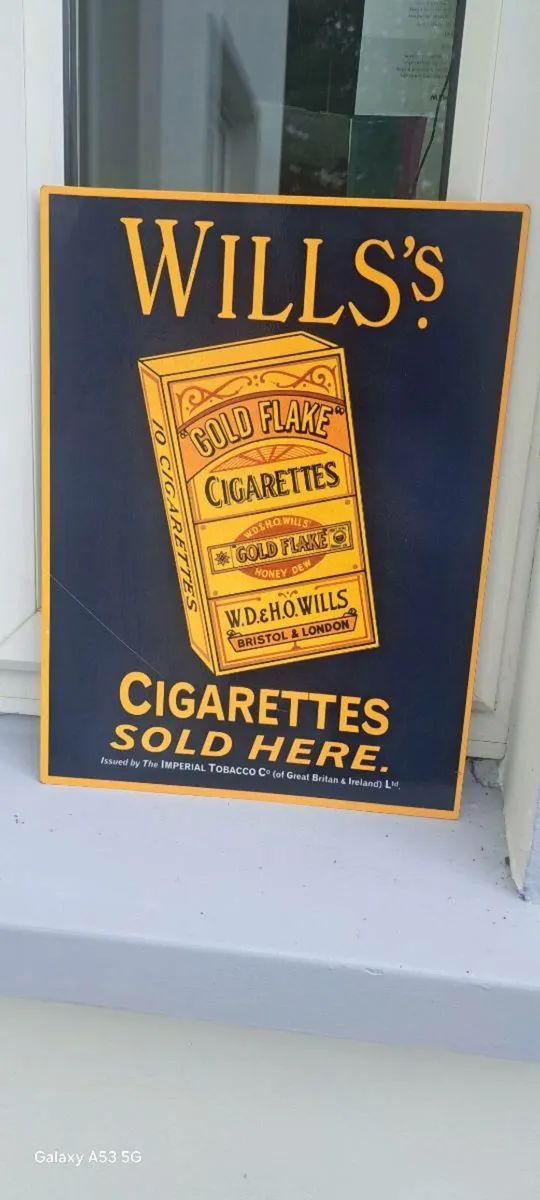 WILLS'S.
"GOLD FLAKE"
CIGARETTES
10 CIGARETTES
W.D.& H.O. WILLS'
GOLD FLAKE
HONEY DEW
W.D.& H.O. WILLS
BRISTOL & LONDON
CIGARETTES
SOLD HERE.
Issued by The IMPERIAL TOBACCO Co (of Great Britan & Ireland) Ltd.
Galaxy A53 5G